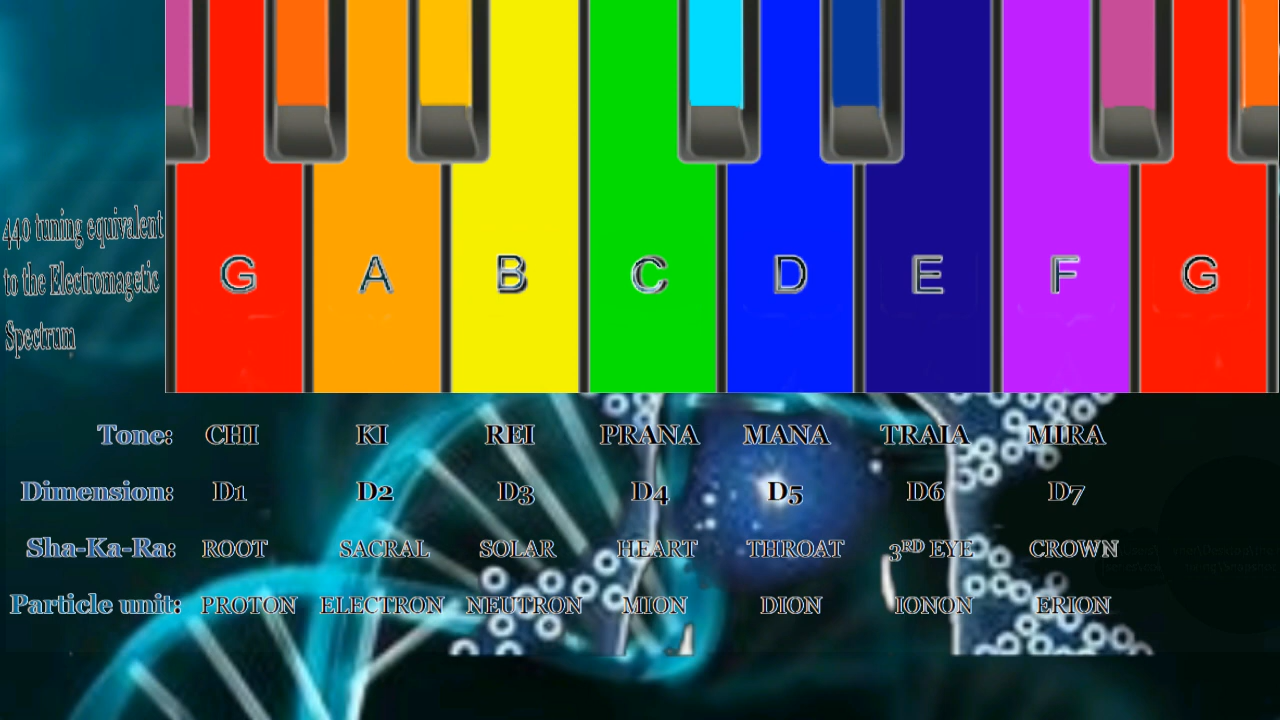 G A B C D E F G
440 tuning equivalent
to the Electromagetic
Spectrum
Tone: CHI KI REI PRANA MANA TRAIA MIRA
Dimension: D1 D2 D3 D4 D5 D6 D7
Sha-Ka-Ra: ROOT SACRAL SOLAR HEART THROAT 3RD EYE CROWN
Particle unit: PROTON ELECTRON NEUTRON MION DION IONON ERION